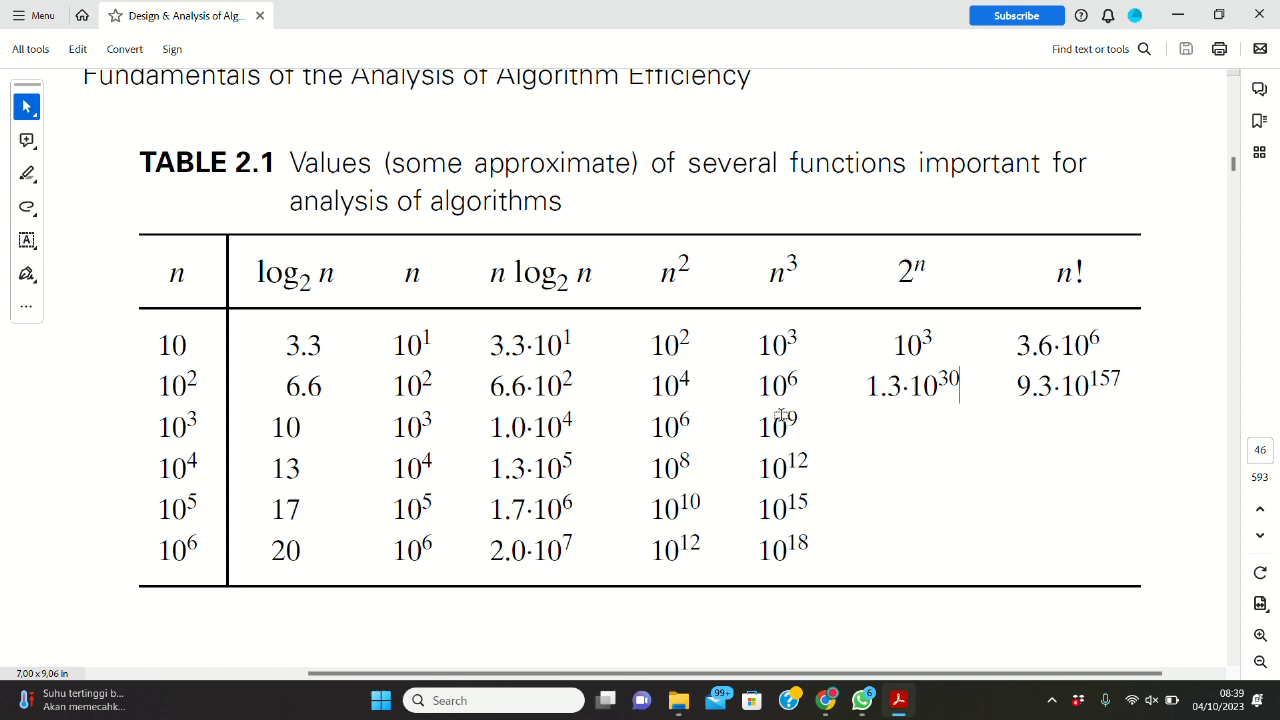 Menu
Design & Analysis of Alg...
Subscribe
All tools Edit Convert Sign
Find text or tools
Fundamentals of the Analysis of Algorithm Efficiency
TABLE 2.1 Values (some approximate) of several functions important for
analysis of algorithms
n log₂ n n n log₂ n n² n³ 2ⁿ n!
10 3.3 10¹ 3.3·10¹ 10² 10³ 10³ 3.6·10⁶
10² 6.6 10² 6.6·10² 10⁴ 10⁶ 1.3·10³⁰ 9.3·10¹⁵⁷
10³ 10 10³ 1.0·10⁴ 10⁶ 10⁹
10⁴ 13 10⁴ 1.3·10⁵ 10⁸ 10¹²
10⁵ 17 10⁵ 1.7·10⁶ 10¹⁰ 10¹⁵
10⁶ 20 10⁶ 2.0·10⁷ 10¹² 10¹⁸
46
593
7,00 x 9,06 in
Suhu tertinggi b...
Akan memecahk...
Search
99+
6
08:39
04/10/2023